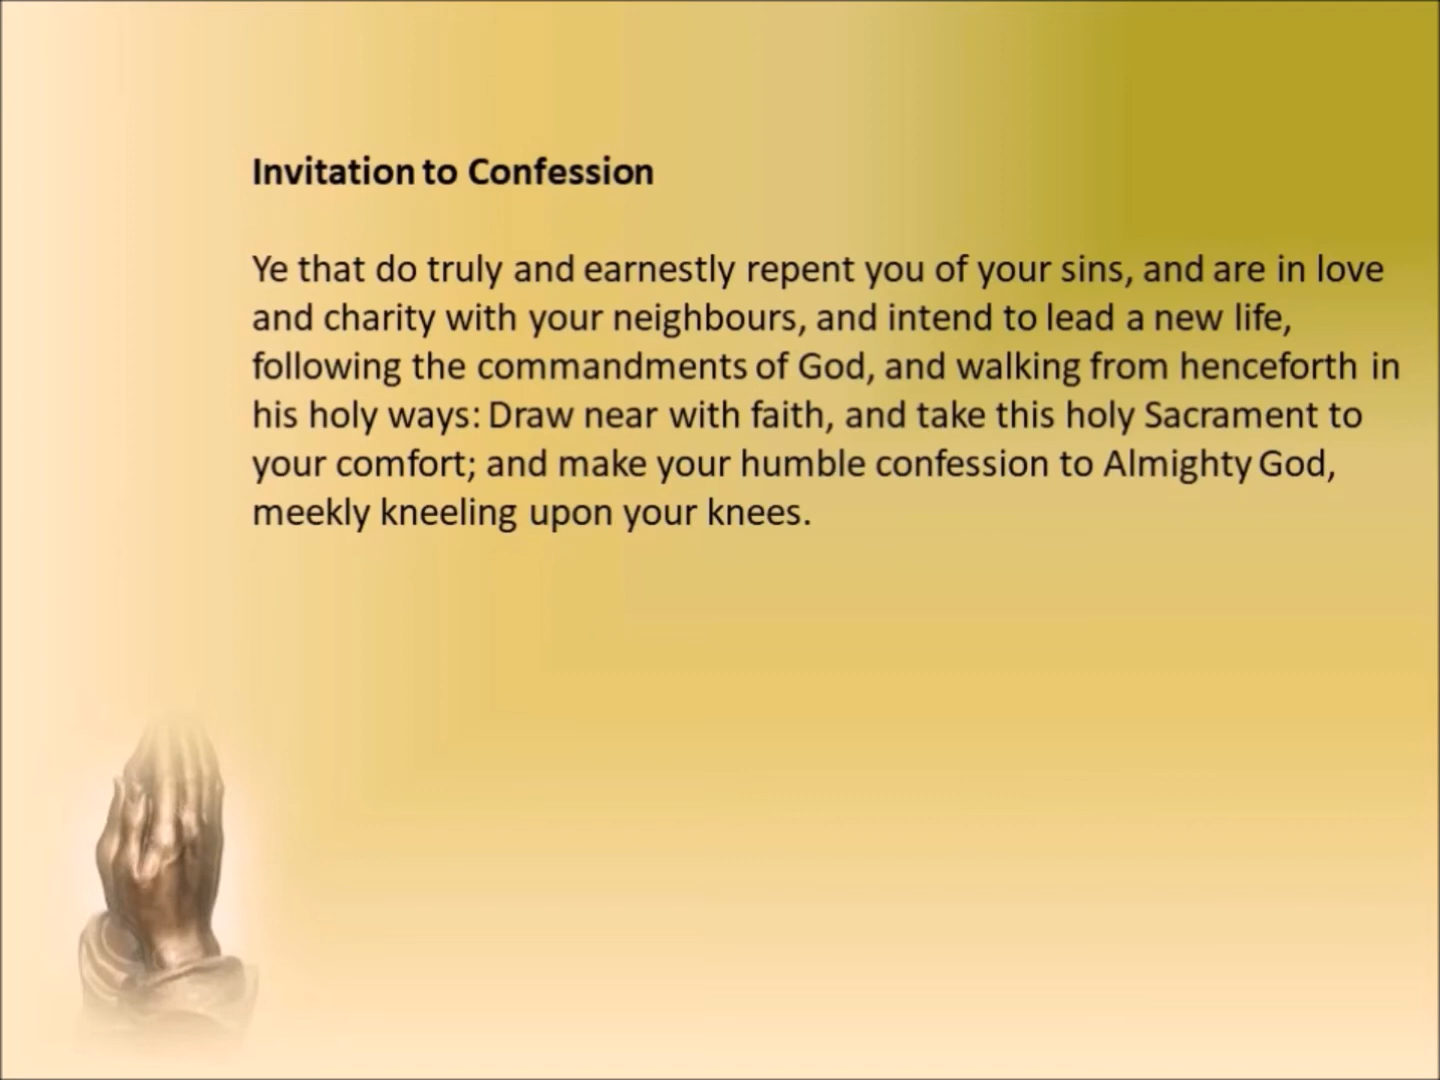 Invitation to Confession
Ye that do truly and earnestly repent you of your sins, and are in love
and charity with your neighbours, and intend to lead a new life,
following the commandments of God, and walking from henceforth in
his holy ways: Draw near with faith, and take this holy Sacrament to
your comfort; and make your humble confession to Almighty God,
meekly kneeling upon your knees.